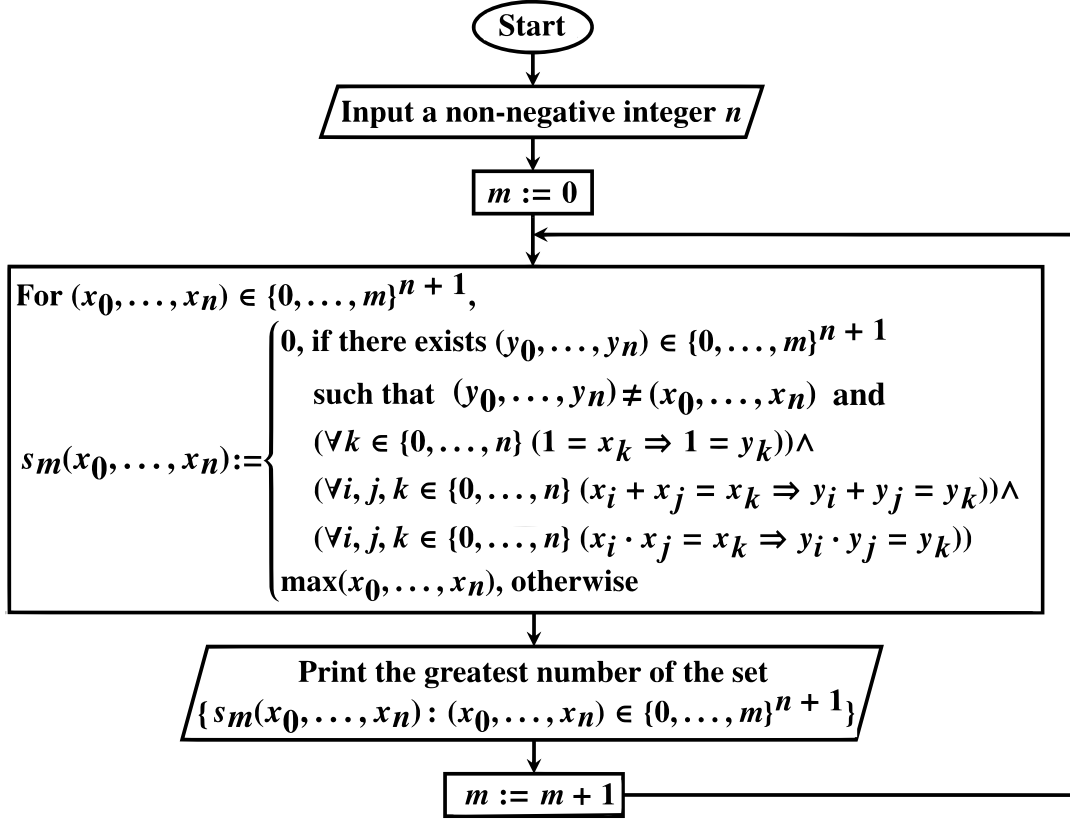 Start
Input a non-negative integer n
m := 0
For (x₀, . . . , xₙ) ∈ {0, . . . , m}ⁿ ⁺ ¹,
0, if there exists (y₀, . . . , yₙ) ∈ {0, . . . , m}ⁿ ⁺ ¹
such that (y₀, . . . , yₙ) ≠ (x₀, . . . , xₙ) and
(∀k ∈ {0, . . . , n} (1 = xₖ ⇒ 1 = yₖ))∧
sₘ(x₀, . . . , xₙ):=
(∀i, j, k ∈ {0, . . . , n} (xᵢ + xⱼ = xₖ ⇒ yᵢ + yⱼ = yₖ))∧
(∀i, j, k ∈ {0, . . . , n} (xᵢ · xⱼ = xₖ ⇒ yᵢ · yⱼ = yₖ))
max(x₀, . . . , xₙ), otherwise
Print the greatest number of the set
{sₘ(x₀, . . . , xₙ) : (x₀, . . . , xₙ) ∈ {0, . . . , m}ⁿ ⁺ ¹}
m := m + 1